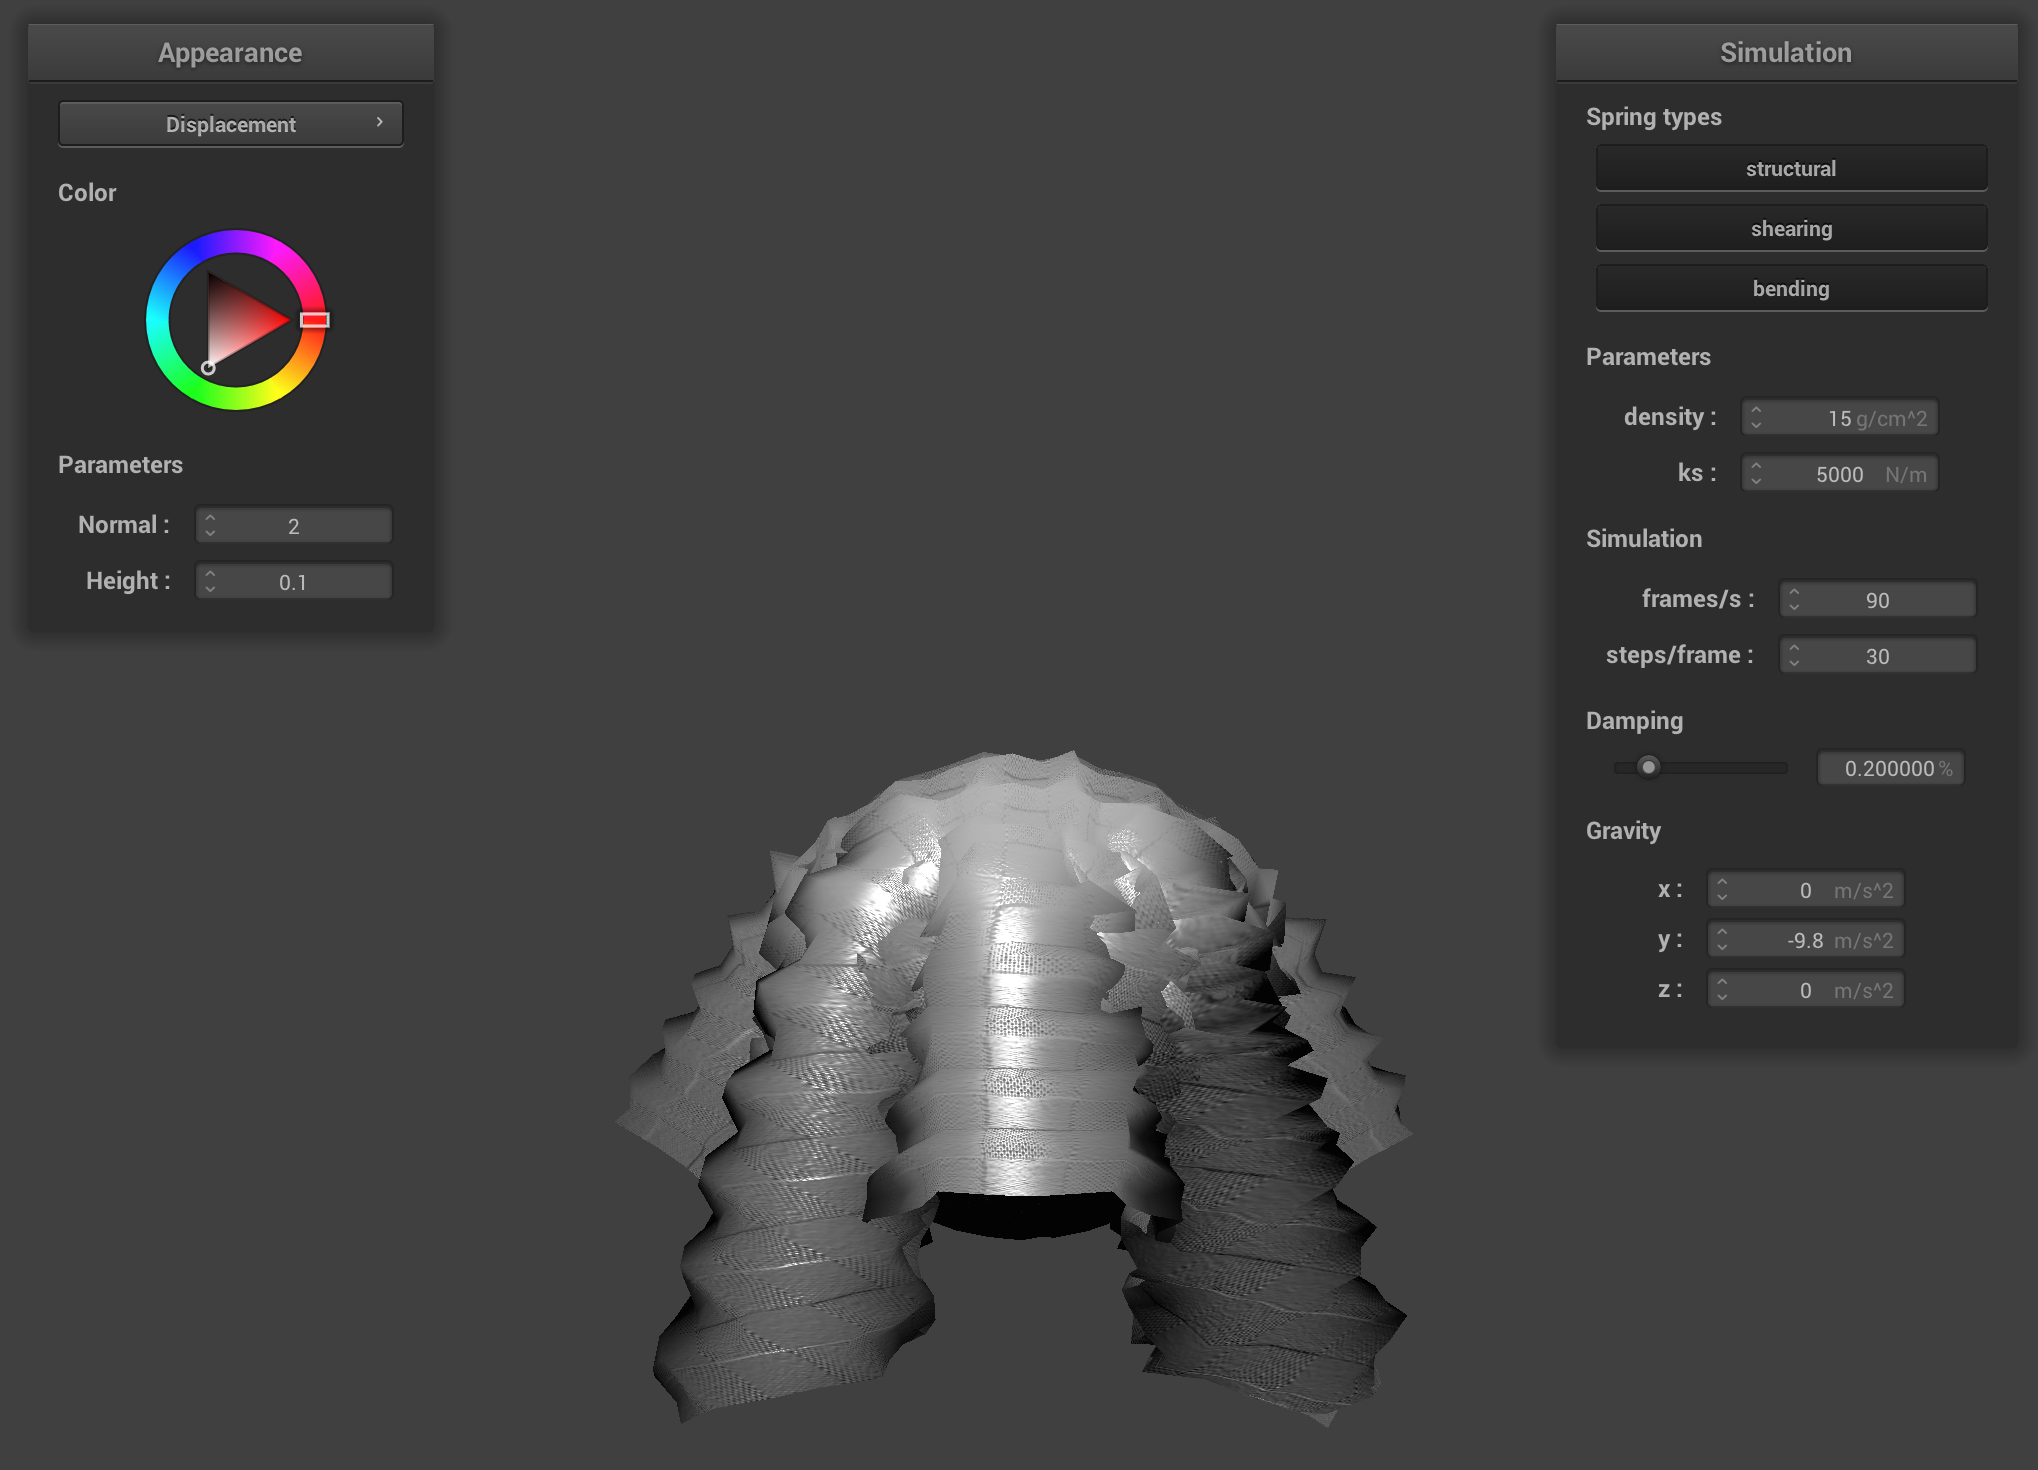 Appearance
Displacement
Color
Parameters
Normal : 2
Height : 0.1
Simulation
Spring types
structural
shearing
bending
Parameters
density : 15 g/cm^2
ks : 5000 N/m
Simulation
frames/s : 90
steps/frame : 30
Damping
0.200000 %
Gravity
x : 0 m/s^2
y : -9.8 m/s^2
z : 0 m/s^2